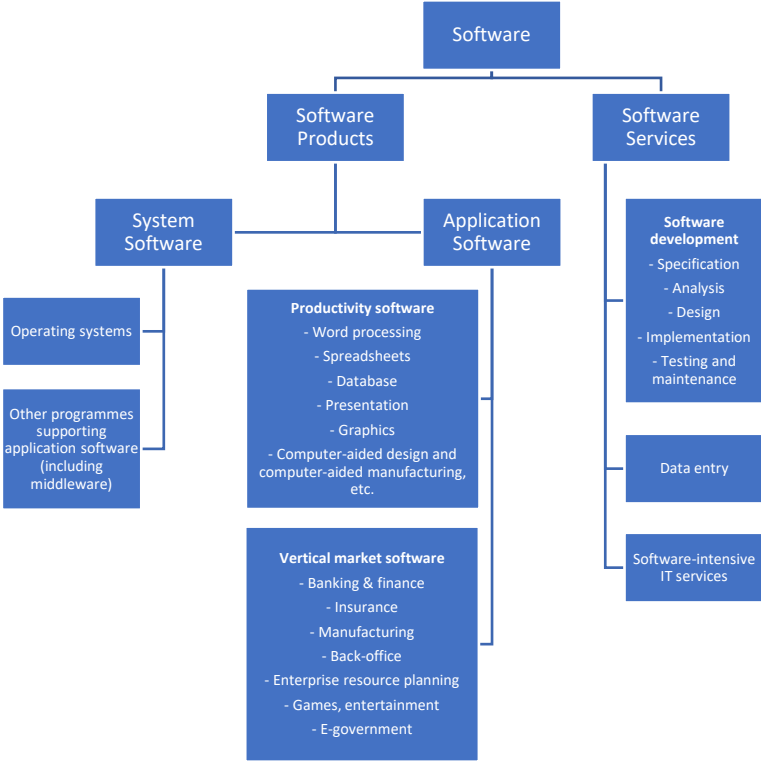 Software
Software
Products
Software
Services
System
Software
Application
Software
Operating systems
Other programmes
supporting
application software
(including
middleware)
Productivity software
- Word processing
- Spreadsheets
- Database
- Presentation
- Graphics
- Computer-aided design and
computer-aided manufacturing,
etc.
Vertical market software
- Banking & finance
- Insurance
- Manufacturing
- Back-office
- Enterprise resource planning
- Games, entertainment
- E-government
Software
development
- Specification
- Analysis
- Design
- Implementation
- Testing and
maintenance
Data entry
Software-intensive
IT services